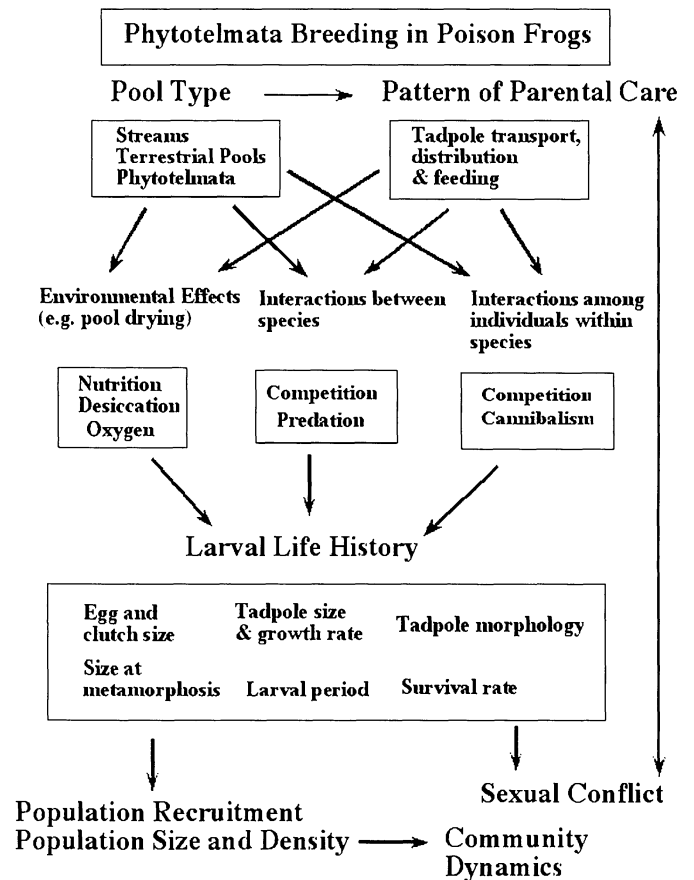 Phytotelmata Breeding in Poison Frogs
Pool Type
Pattern of Parental Care
Streams
Terrestrial Pools
Phytotelmata
Tadpole transport,
distribution
& feeding
Environmental Effects
(e.g. pool drying)
Interactions between
species
Interactions among
individuals within
species
Nutrition
Desiccation
Oxygen
Competition
Predation
Competition
Cannibalism
Larval Life History
Egg and
clutch size
Tadpole size
& growth rate
Tadpole morphology
Size at
metamorphosis
Larval period
Survival rate
Sexual Conflict
Population Recruitment
Population Size and Density
Community
Dynamics